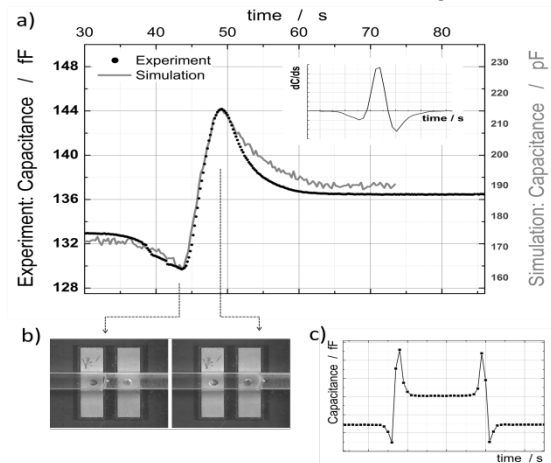 time / s
a)
30 40 50 60 70 80
148
144
140
136
132
128
Experiment: Capacitance / fF
Experiment
Simulation
dC/ds
time / s
230
220
210
200
190
180
170
160
Simulation: Capacitance / pF
b)
c)
Capacitance / fF
time / s